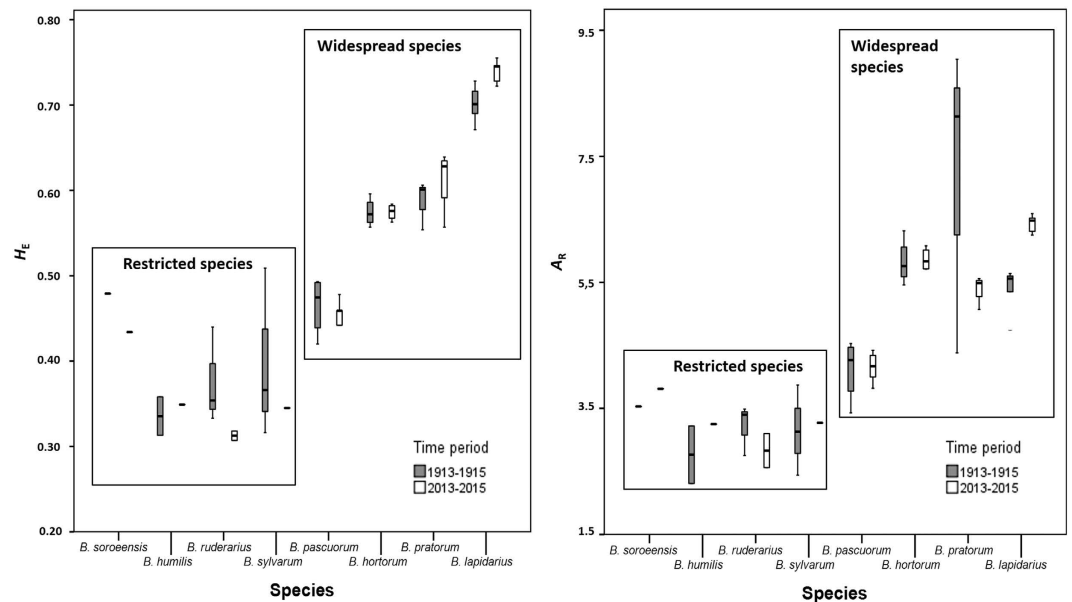 0.80
0.70
0.60
0.50
0.40
0.30
0.20
HE
Widespread species
Restricted species
Time period
1913-1915
2013-2015
B. soroeensis
B. ruderarius
B. pascuorum
B. pratorum
B. humilis
B. sylvarum
B. hortorum
B. lapidarius
Species
9.5
7.5
5,5
3.5
1.5
AR
Widespread
species
Restricted species
Time period
1913-1915
2013-2015
B. soroeensis
B. ruderarius
B. pascuorum
B. pratorum
B. humilis
B. sylvarum
B. hortorum
B. lapidarius
Species